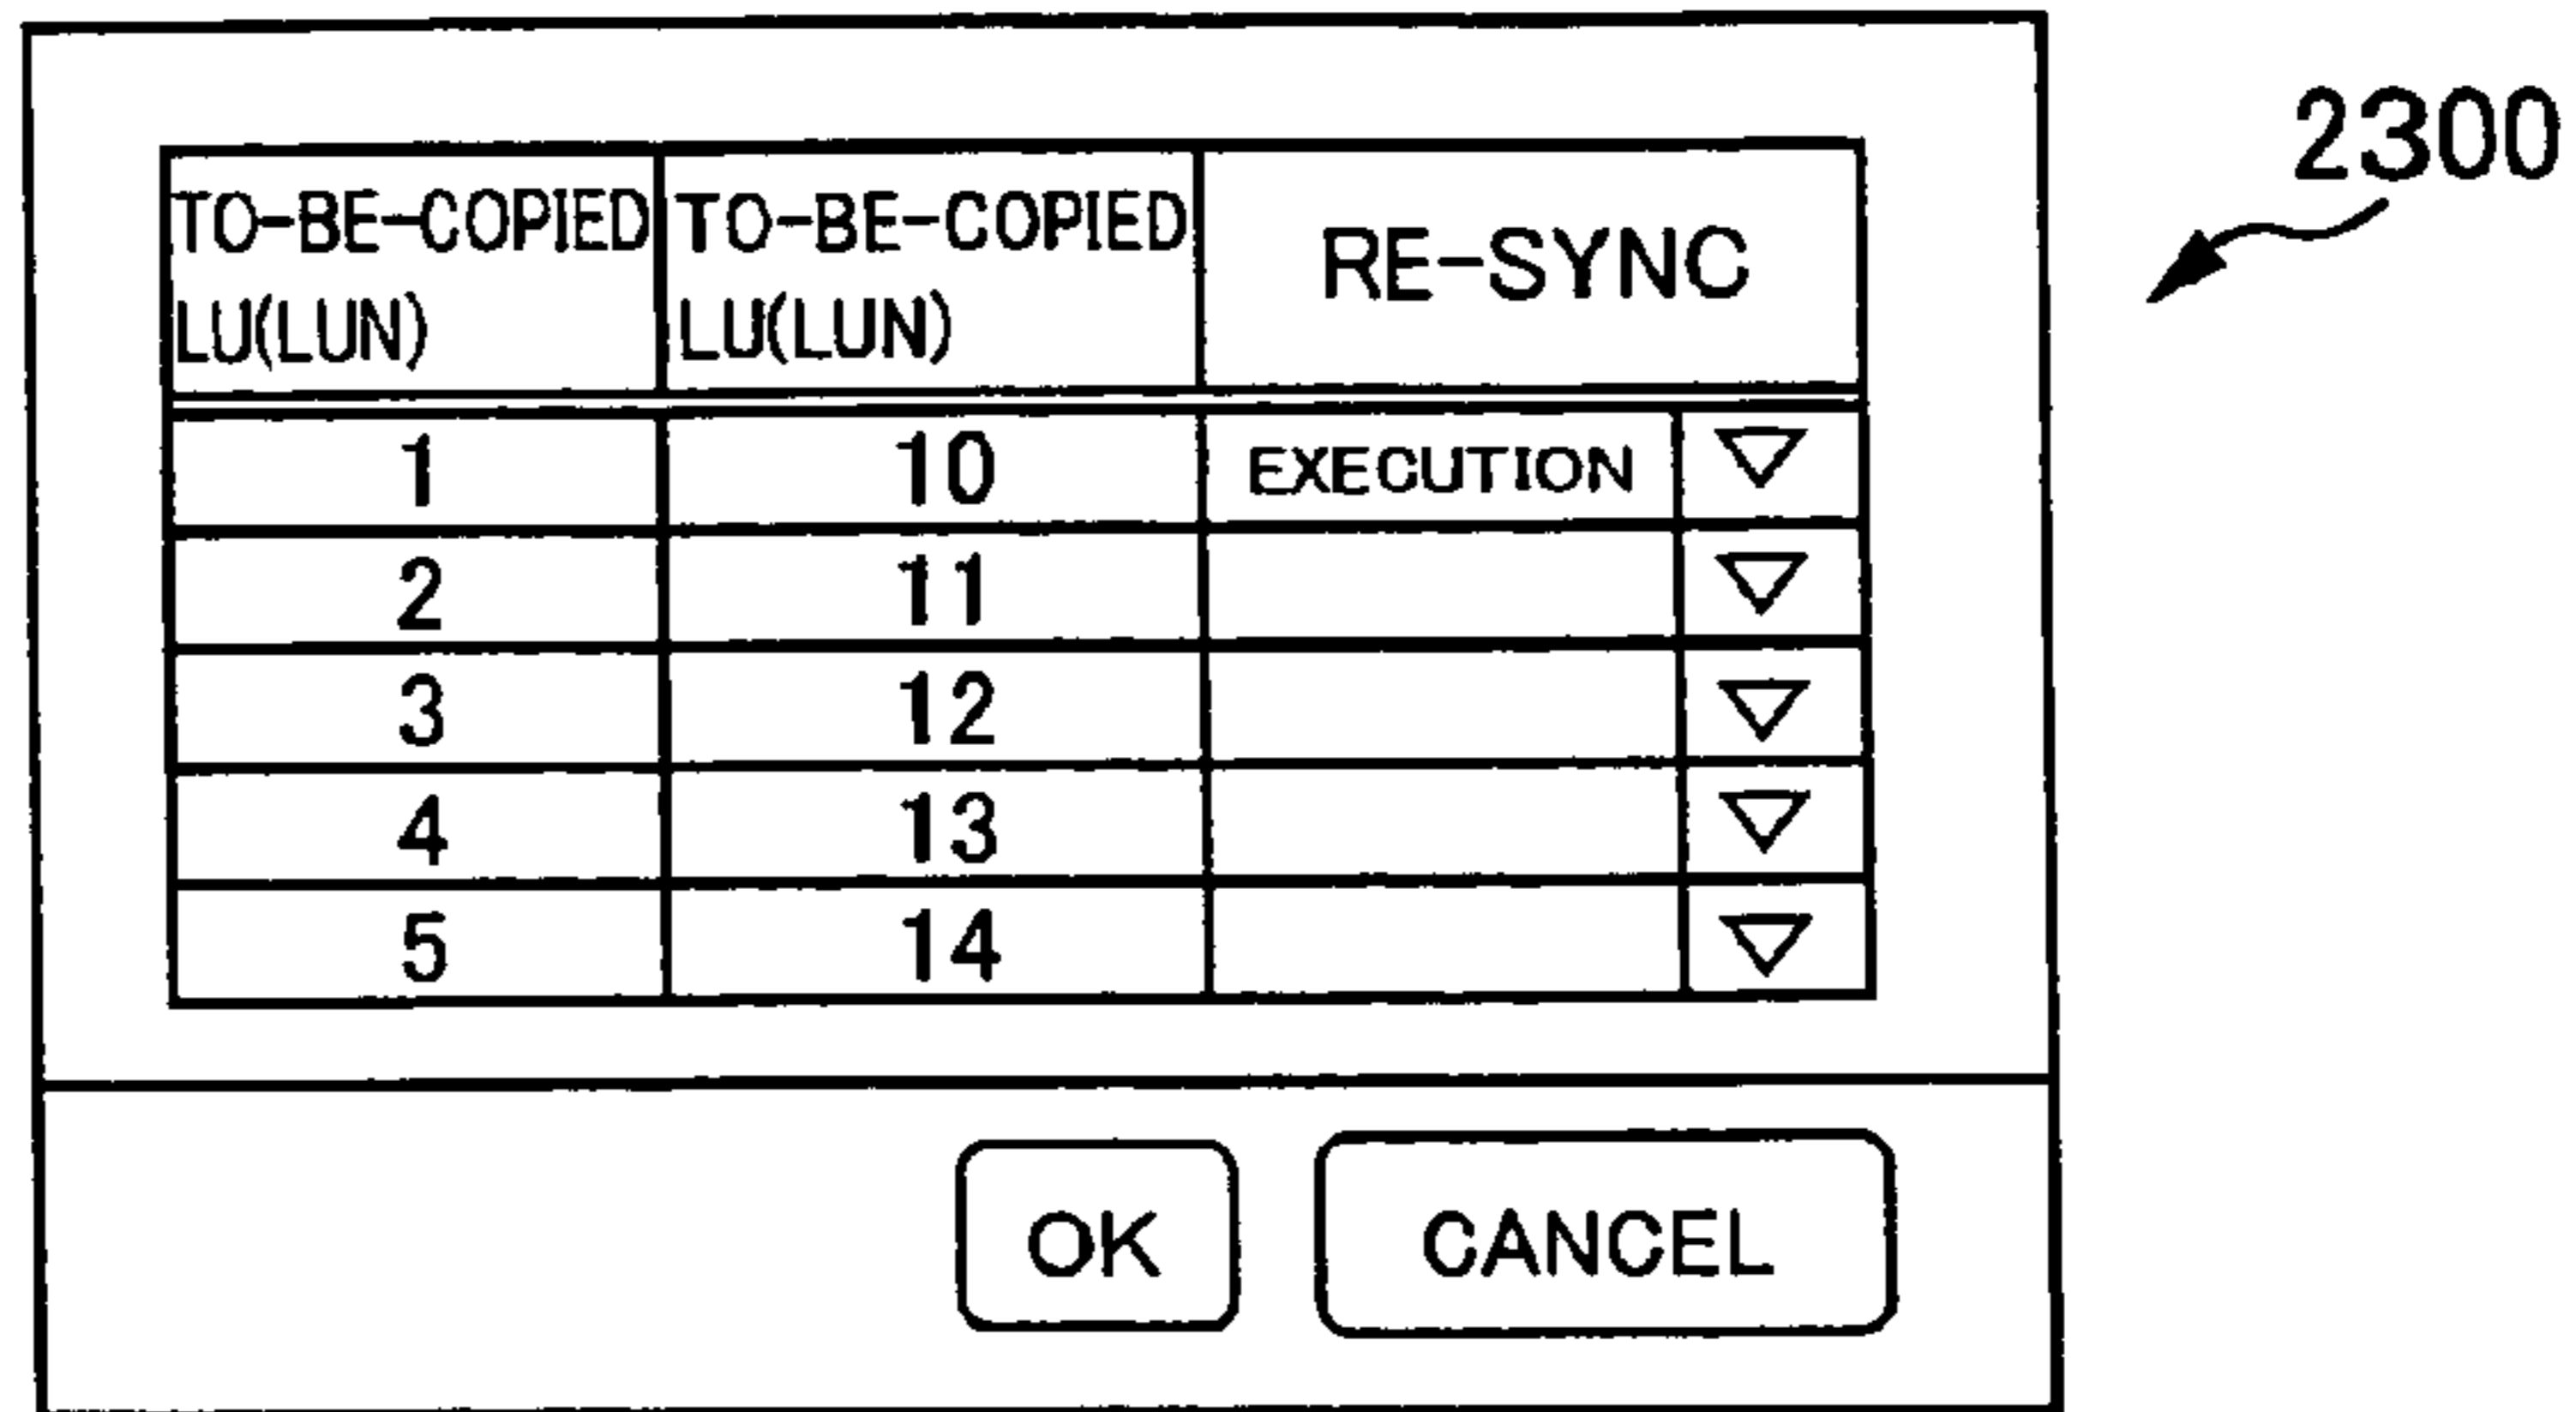 2300
TO-BE-COPIED TO-BE-COPIED RE-SYNC
LU(LUN) LU(LUN)
1 10 EXECUTION
2 11
3 12
4 13
5 14
OK CANCEL